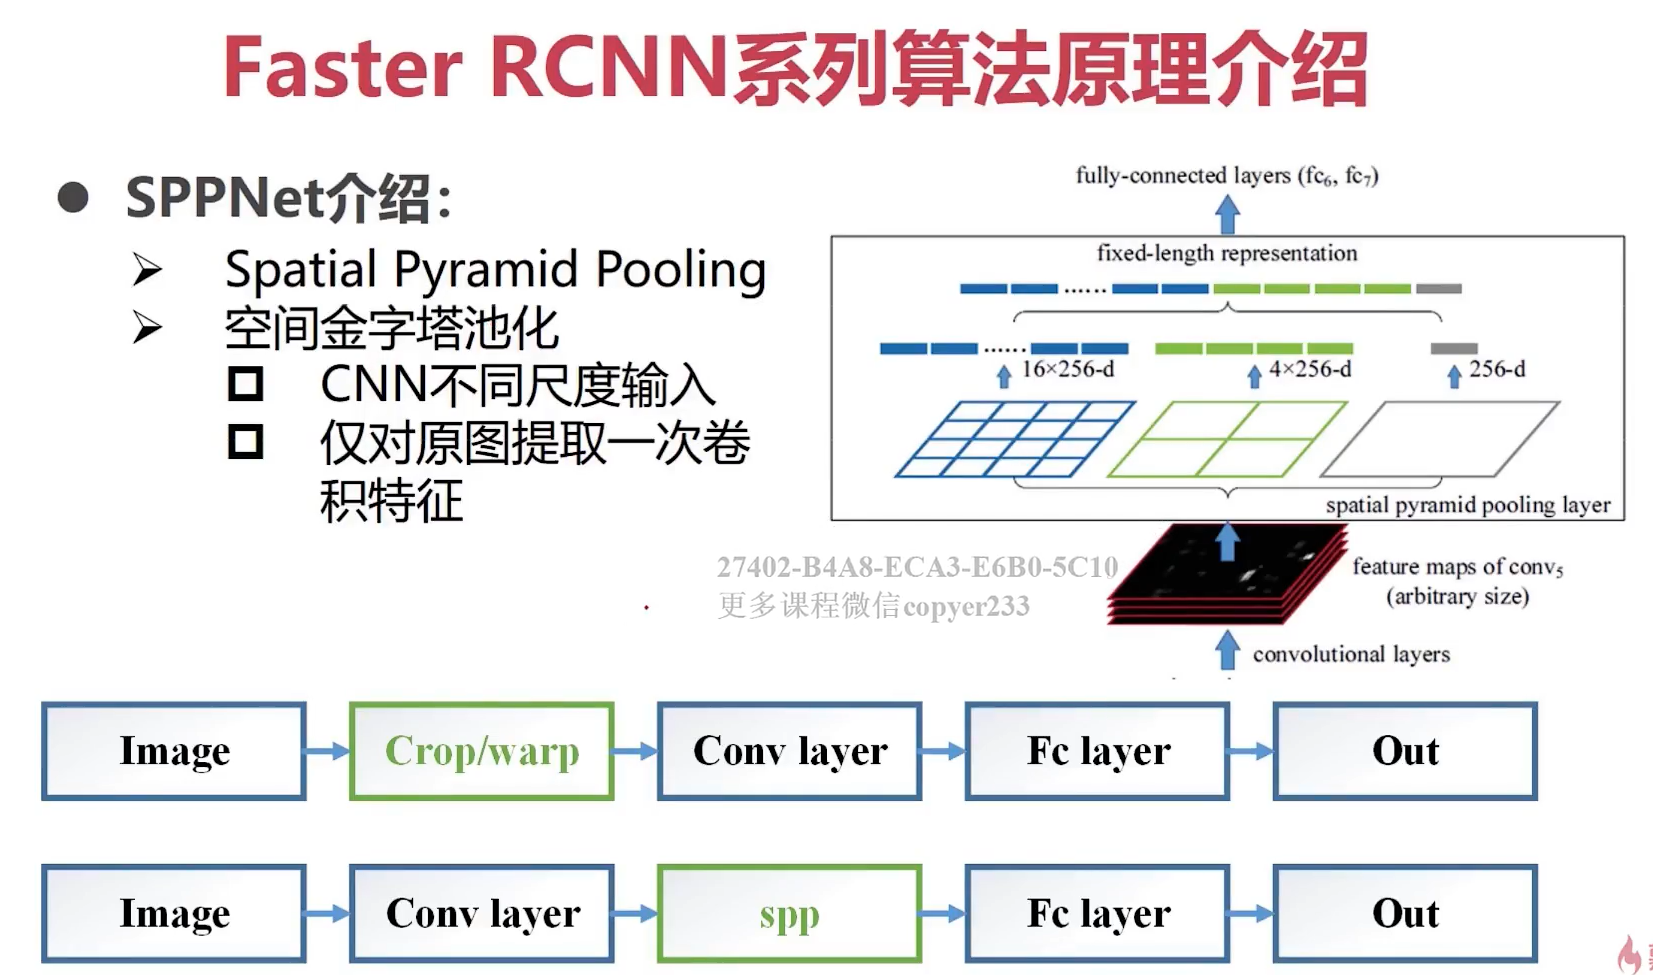 Faster RCNN系列算法原理介绍
SPPNet介绍：
Spatial Pyramid Pooling
空间金字塔池化
CNN不同尺度输入
仅对原图提取一次卷
积特征
fully-connected layers (fc₆, fc₇)
fixed-length representation
16×256-d
4×256-d
256-d
spatial pyramid pooling layer
feature maps of conv₅
(arbitrary size)
convolutional layers
27402-B4A8-ECA3-E6B0-5C10
更多课程微信copyer233
Image
Crop/warp
Conv layer
Fc layer
Out
Image
Conv layer
spp
Fc layer
Out